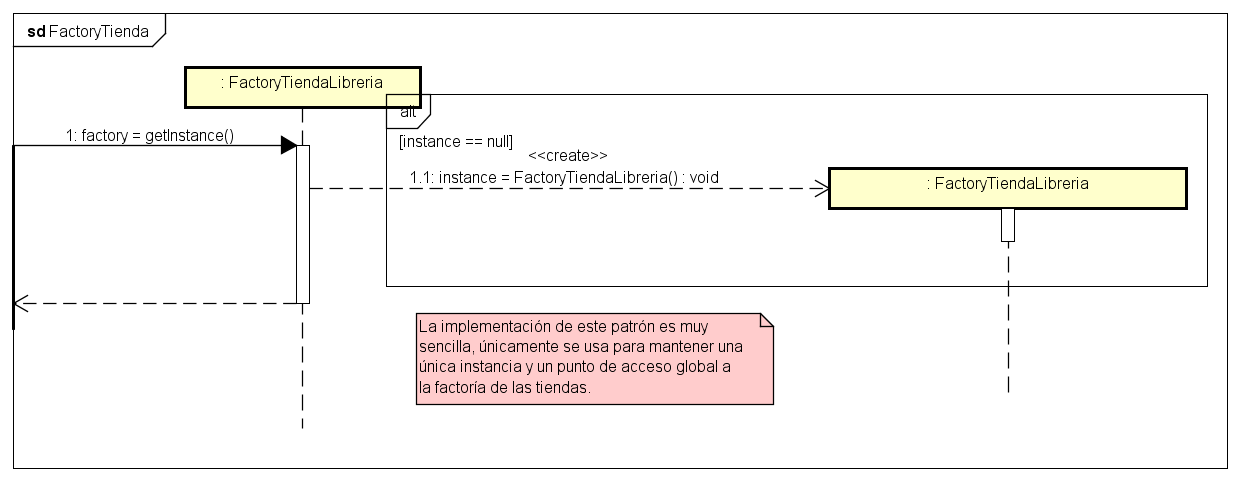 sd FactoryTienda
: FactoryTiendaLibreria
alt
1: factory = getInstance()
[instance == null]
<<create>>
1.1: instance = FactoryTiendaLibreria() : void
: FactoryTiendaLibreria
La implementación de este patrón es muy
sencilla, únicamente se usa para mantener una
única instancia y un punto de acceso global a
la factoría de las tiendas.